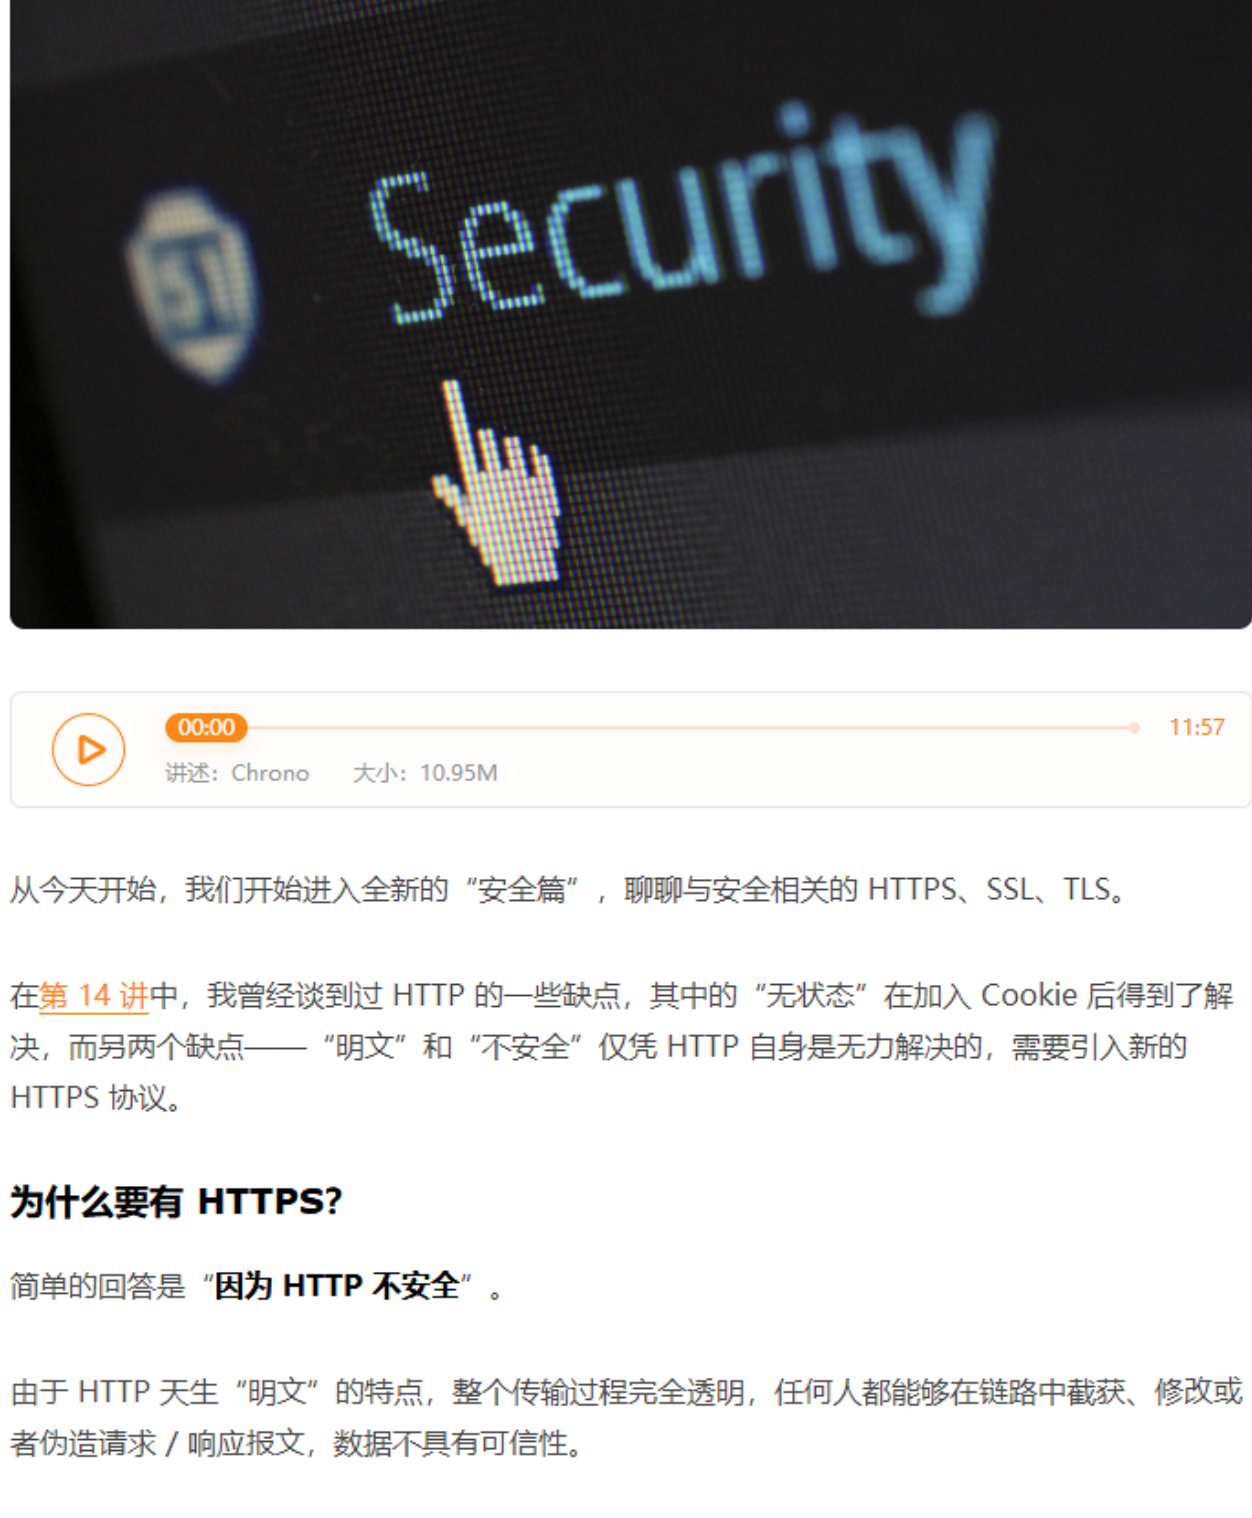 Security
00:00
11:57
讲述：Chrono 大小：10.95M
从今天开始，我们开始进入全新的“安全篇”，聊聊与安全相关的 HTTPS、SSL、TLS。
在第 14 讲中，我曾经谈到过 HTTP 的一些缺点，其中的“无状态”在加入 Cookie 后得到了解
决，而另两个缺点——“明文”和“不安全”仅凭 HTTP 自身是无力解决的，需要引入新的
HTTPS 协议。
为什么要有 HTTPS？
简单的回答是“因为 HTTP 不安全”。
由于 HTTP 天生“明文”的特点，整个传输过程完全透明，任何人都能够在链路中截获、修改或
者伪造请求 / 响应报文，数据不具有可信性。